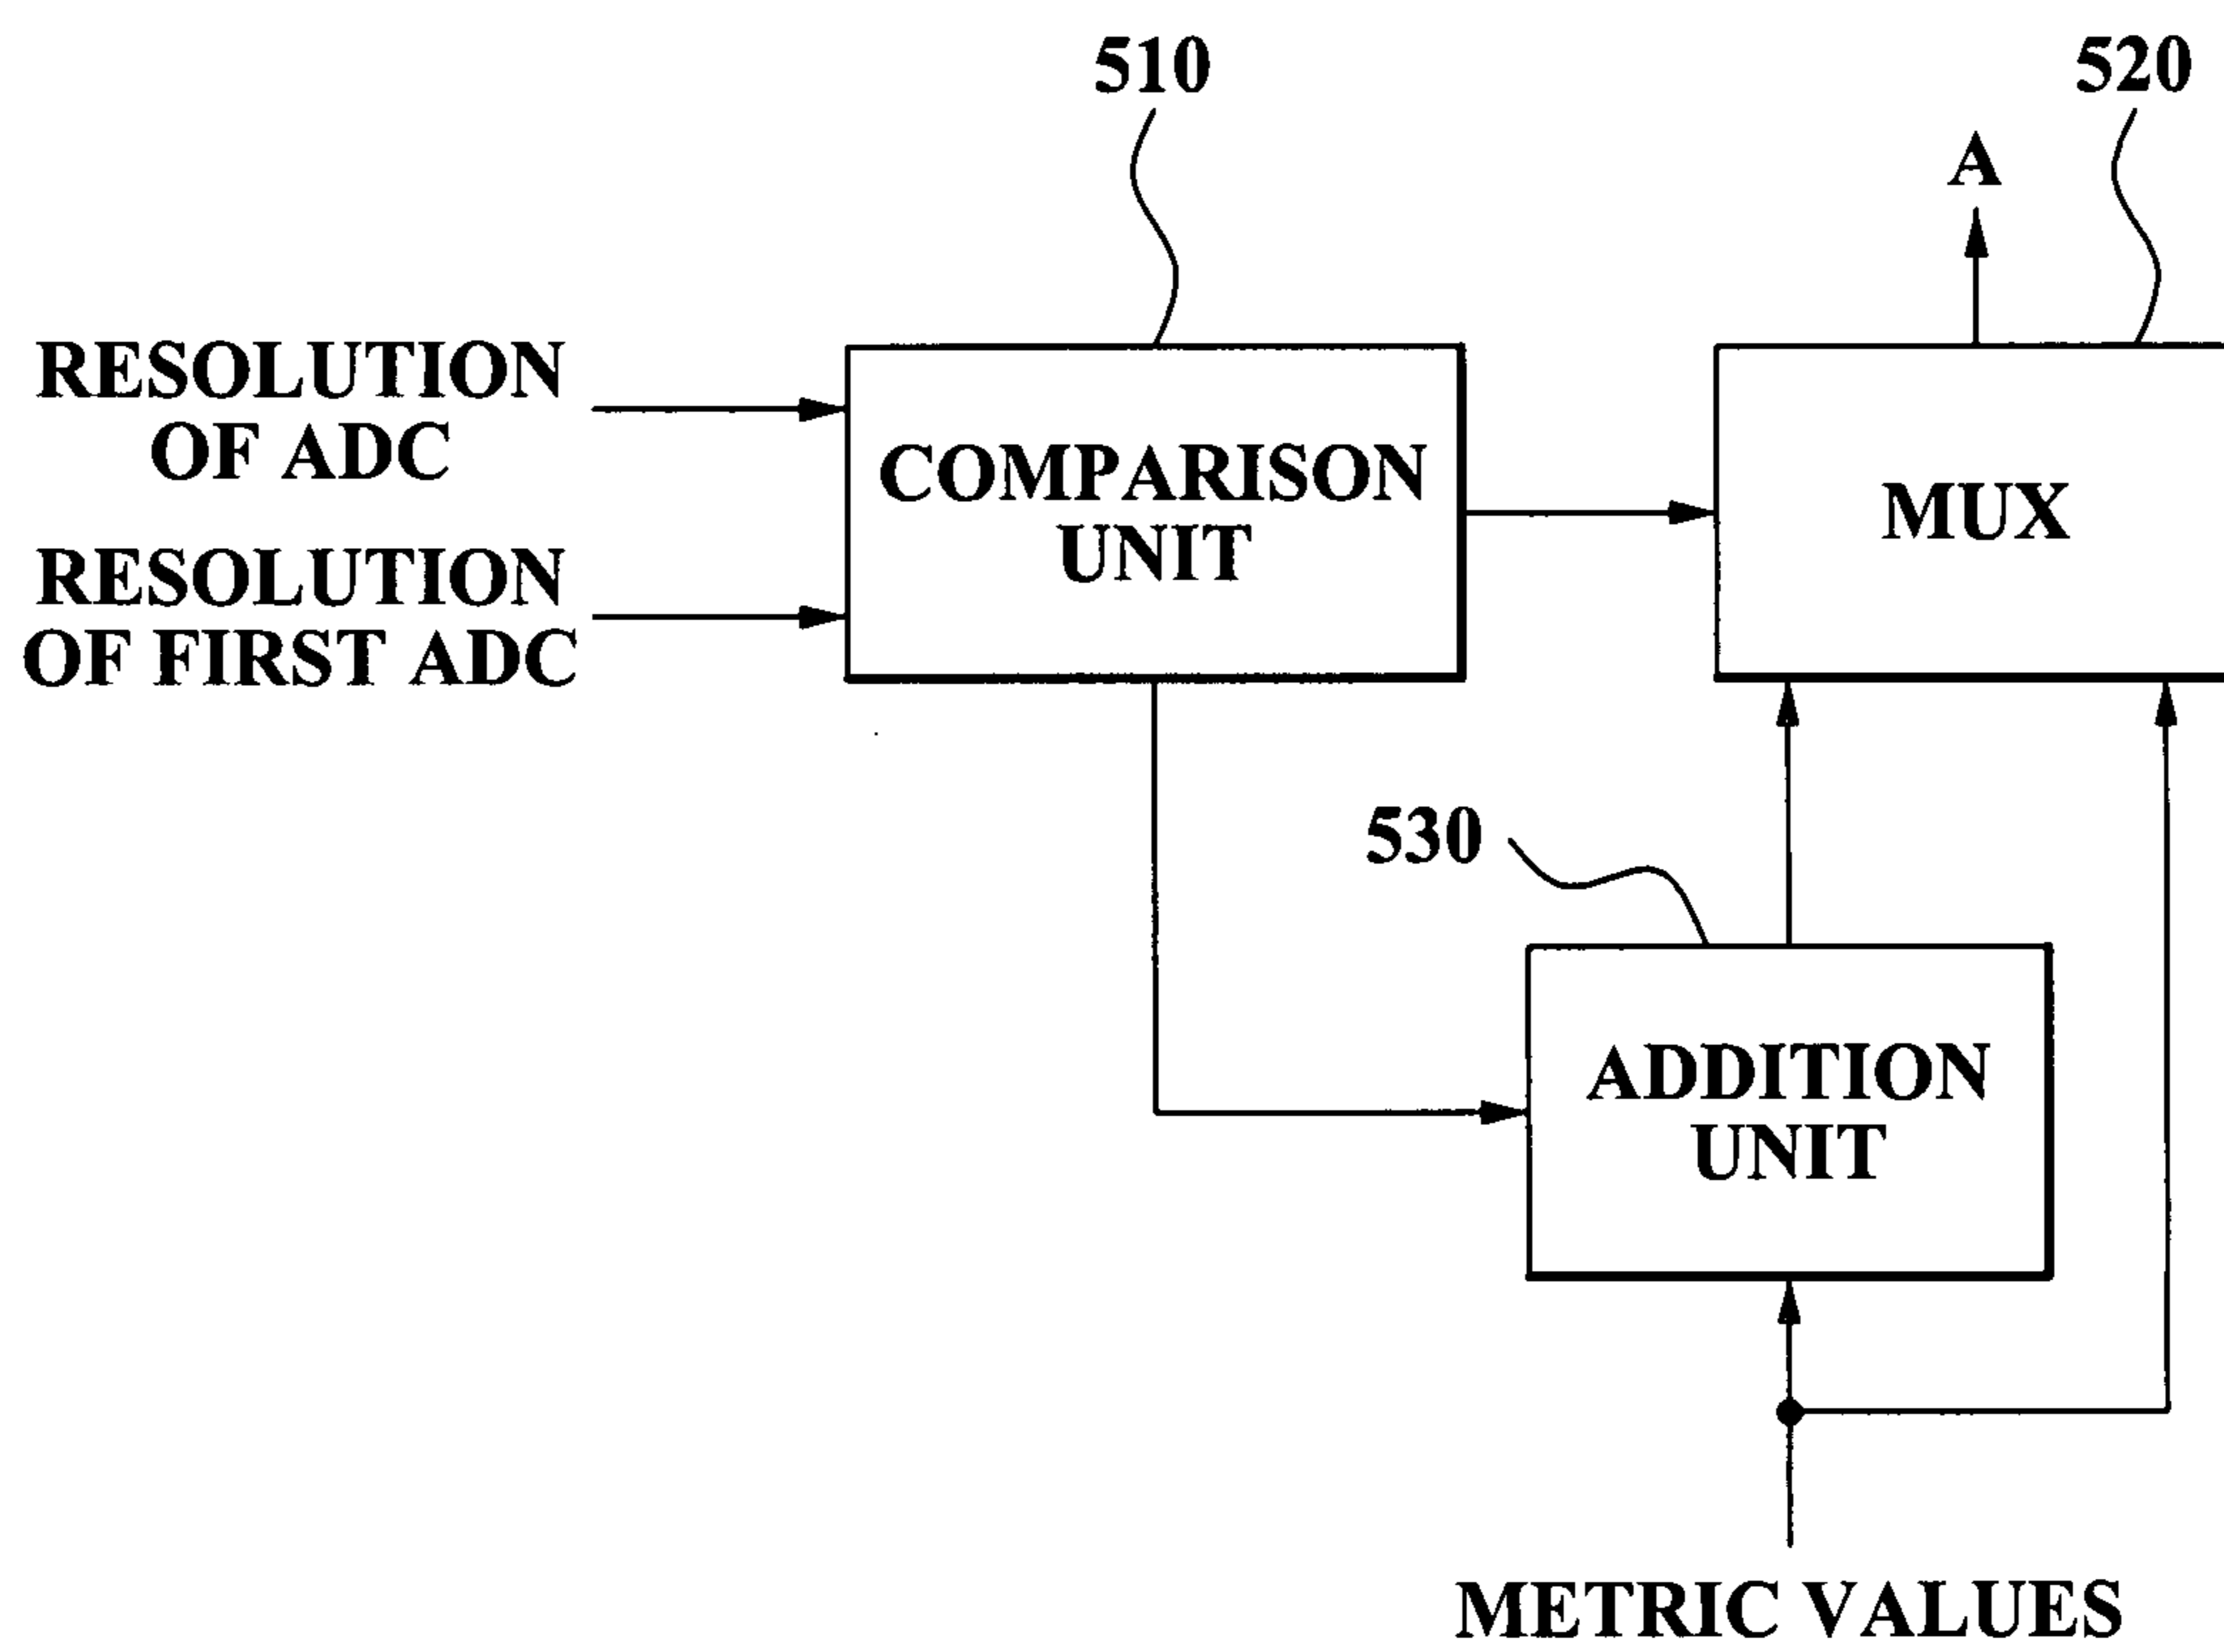 510
520
A
RESOLUTION
OF ADC
RESOLUTION
OF FIRST ADC
COMPARISON
UNIT
MUX
530
ADDITION
UNIT
METRIC VALUES